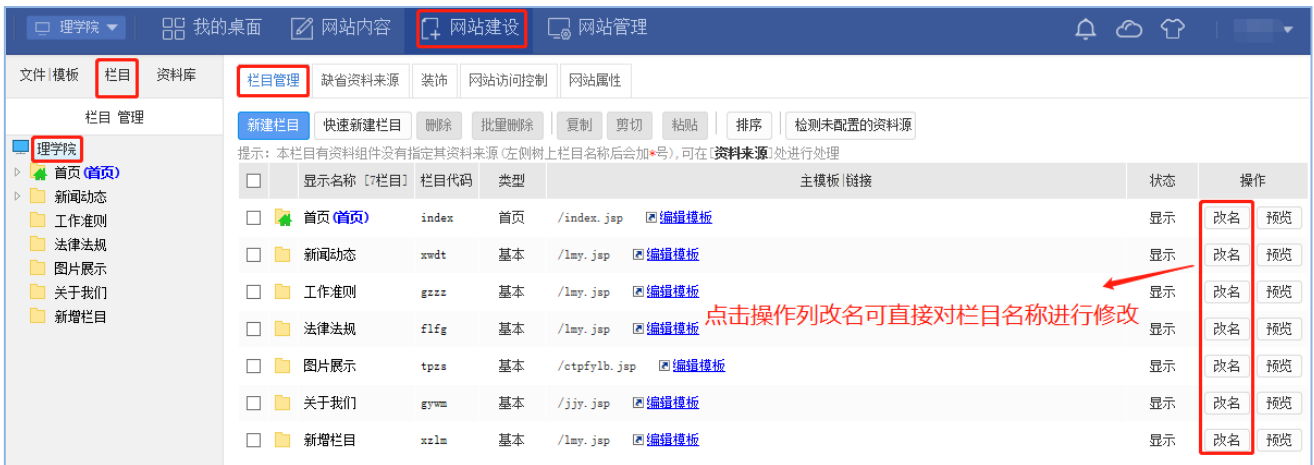 理学院 我的桌面 网站内容 网站建设 网站管理
文件|模板 栏目 资料库
栏目管理 缺省资料来源 装饰 网站访问控制 网站属性
栏目 管理
新建栏目 快速新建栏目 删除 批量删除 复制 剪切 粘贴 排序 检测未配置的资料源
提示: 本栏目有资料组件没有指定其资料来源(左侧树上栏目名称后会加*号),可在[资料来源]处进行处理
理学院
首页(首页)
新闻动态
工作准则
法律法规
图片展示
关于我们
新增栏目
显示名称 [7栏目] 栏目代码 类型 主模板|链接 状态 操作
首页(首页) index 首页 /index.jsp 编辑模板 显示 改名 预览
新闻动态 xwdt 基本 /lmy.jsp 编辑模板 显示 改名 预览
工作准则 gzzz 基本 /lmy.jsp 编辑模板 显示 改名 预览
点击操作列改名可直接对栏目名称进行修改
法律法规 flfg 基本 /lmy.jsp 编辑模板 显示 改名 预览
图片展示 tpzs 基本 /ctpfylb.jsp 编辑模板 显示 改名 预览
关于我们 gywm 基本 /jjy.jsp 编辑模板 显示 改名 预览
新增栏目 xzlm 基本 /lmy.jsp 编辑模板 显示 改名 预览